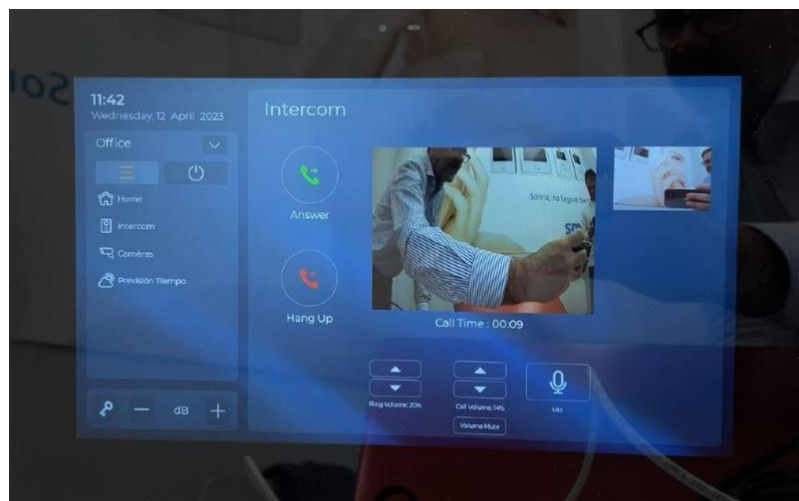 11:42
Wednesday, 12 April 2023
Office
Home
Intercom
Caméras
Previsión Tiempo
dB
Intercom
Answer
Hang Up
Call Time : 00:09
Ring Volume: 20%
Call Volume: 14%
Volume Mute
Mic